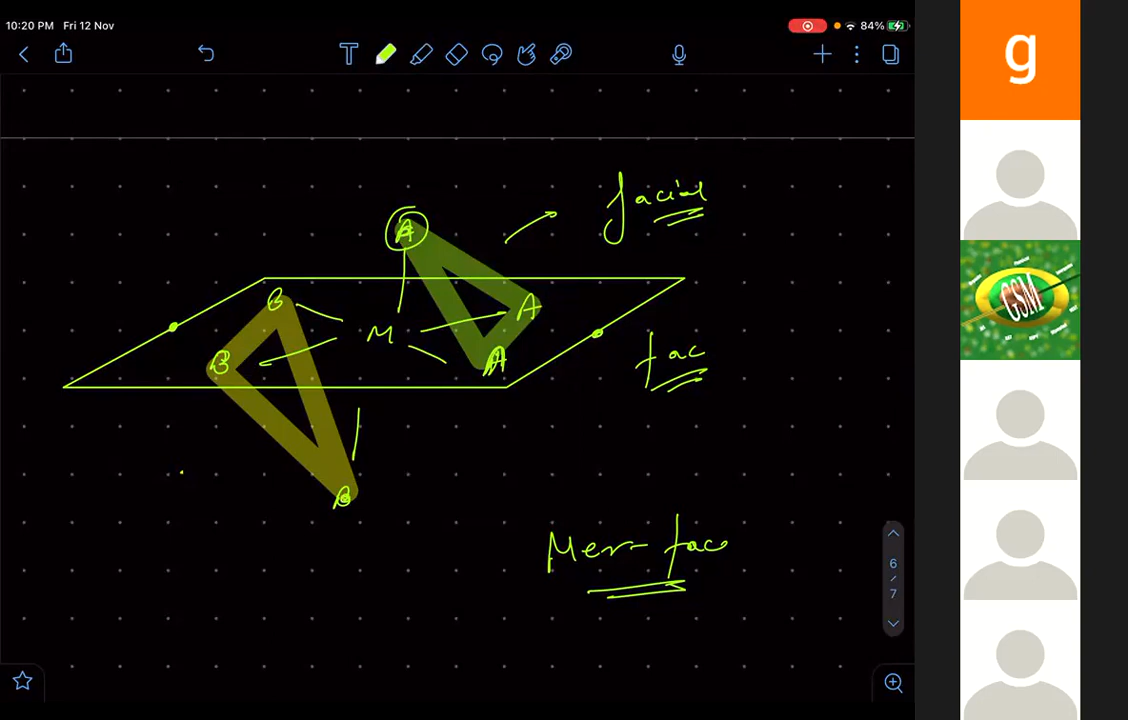 10:20 PM Fri 12 Nov
84%
T
g
facial
A
B
M
A
fac
B
A
GSM
B
Mer- fac
6
/
7